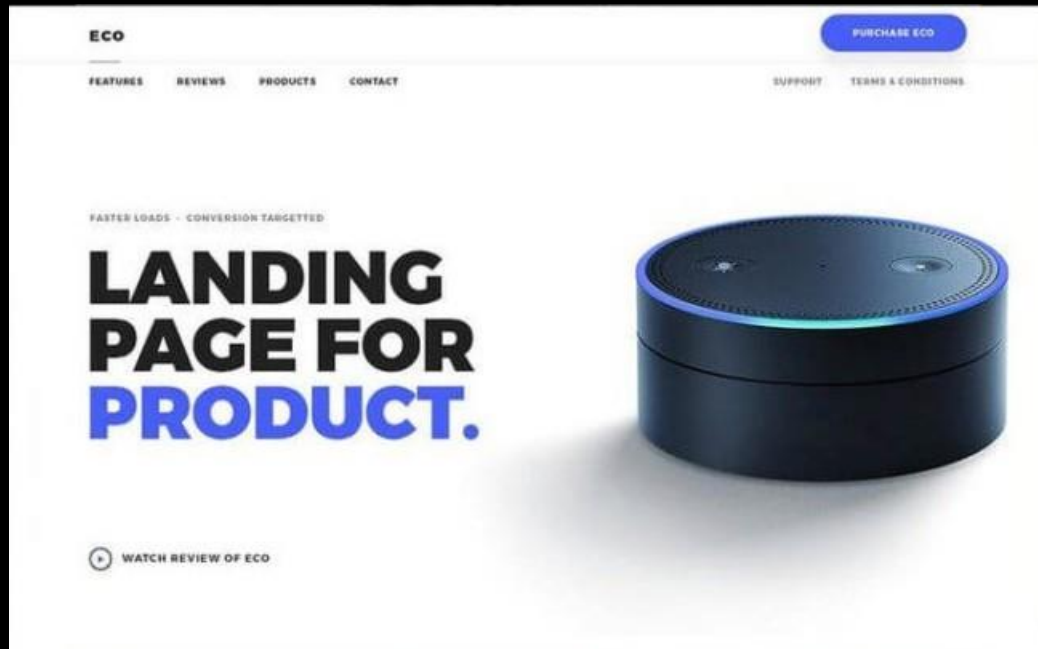 ECO
PURCHASE ECO
FEATURES REVIEWS PRODUCTS CONTACT
SUPPORT TERMS & CONDITIONS
FASTER LOADS - CONVERSION TARGETTED
LANDING
PAGE FOR
PRODUCT.
WATCH REVIEW OF ECO